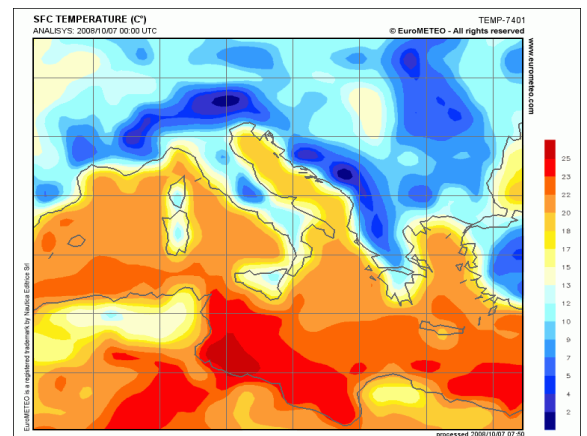 SFC TEMPERATURE (C°)
TEMP-7401
ANALISYS: 2008/10/07 00:00 UTC
© EuroMETEO - All rights reserved
www.eurometeo.com
EuroMETEO is a registered trademark by Nautica Editrice Srl
25
23
22
20
18
17
15
13
12
10
9
7
5
4
2
processed 2008/10/07 07:50